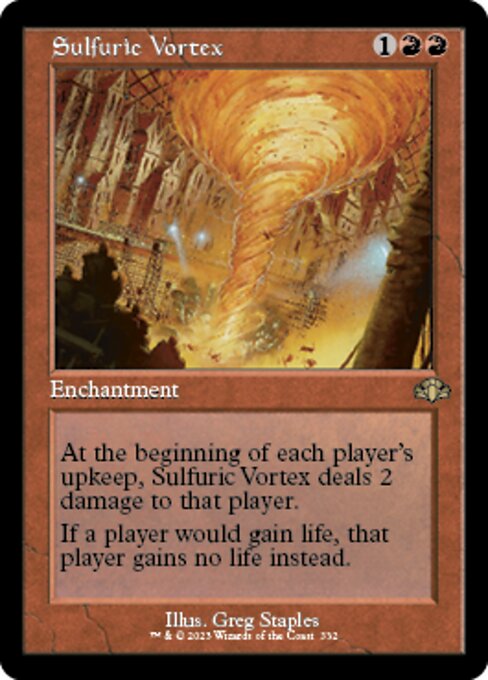 Sulfuric Vortex 1
Enchantment
At the beginning of each player's
upkeep, Sulfuric Vortex deals 2
damage to that player.
If a player would gain life, that
player gains no life instead.
Illus. Greg Staples
™ & © 2023 Wizards of the Coast 332